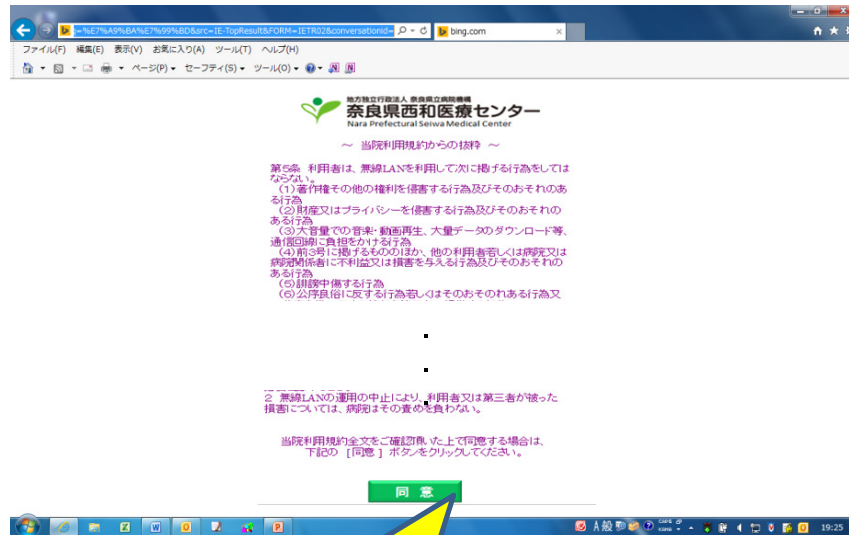 =%E7%A9%BA%E7%99%BD&src=IE-TopResult&FORM=IETR02&conversationid=
bing.com
ファイル(F) 編集(E) 表示(V) お気に入り(A) ツール(T) ヘルプ(H)
ページ(P) セーフティ(S) ツール(O)
地方独立行政法人 奈良県立病院機構
奈良県西和医療センター
Nara Prefectural Seiwa Medical Center
～ 当院利用規約からの抜粋 ～
第5条 利用者は、無線LANを利用して次に掲げる行為をしては
ならない。
(1)著作権その他の権利を侵害する行為及びそのおそれのあ
る行為
(2)財産又はプライバシーを侵害する行為及びそのおそれの
ある行為
(3)大音量での音楽・動画再生、大量データのダウンロード等、
通信回線に負担をかける行為
(4)前3号に掲げるもののほか、他の利用者若しくは病院又は
病院関係者に不利益又は損害を与える行為及びそのおそれの
ある行為
(5)誹謗中傷する行為
(6)公序良俗に反する行為若しくはそのおそのれある行為又
2 無線LANの運用の中止により、利用者又は第三者が被った
損害については、病院はその責めを負わない。
当院利用規約全文をご確認頂いた上で同意する場合は、
下記の [同意] ボタンをクリックしてください。
同 意
A 般
CAPS
KANA
19:25